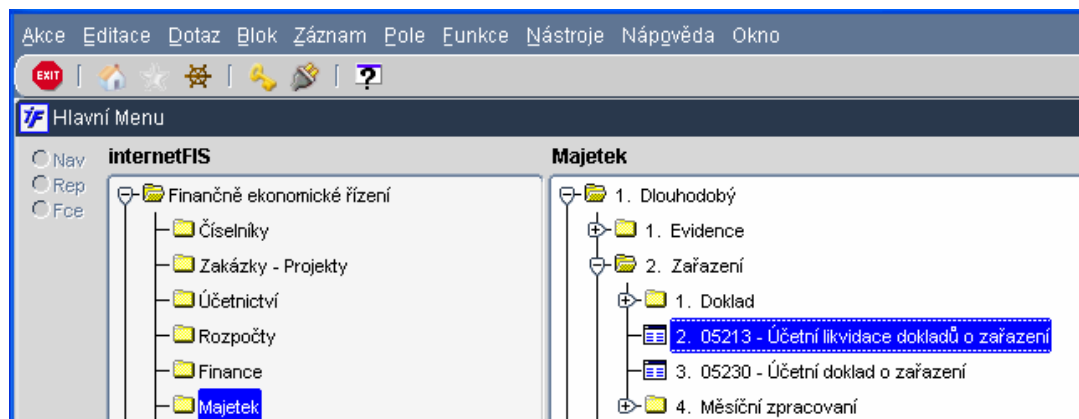 Akce Editace Dotaz Blok Záznam Pole Funkce Nástroje Nápověda Okno
EXIT
Hlavní Menu
Nav
Rep
Fce
internetFIS
Finančně ekonomické řízení
Číselníky
Zakázky - Projekty
Účetnictví
Rozpočty
Finance
Majetek
Majetek
1. Dlouhodobý
1. Evidence
2. Zařazení
1. Doklad
2. 05213 - Účetní likvidace dokladů o zařazení
3. 05230 - Účetní doklad o zařazení
4. Měsíční zpracovaní